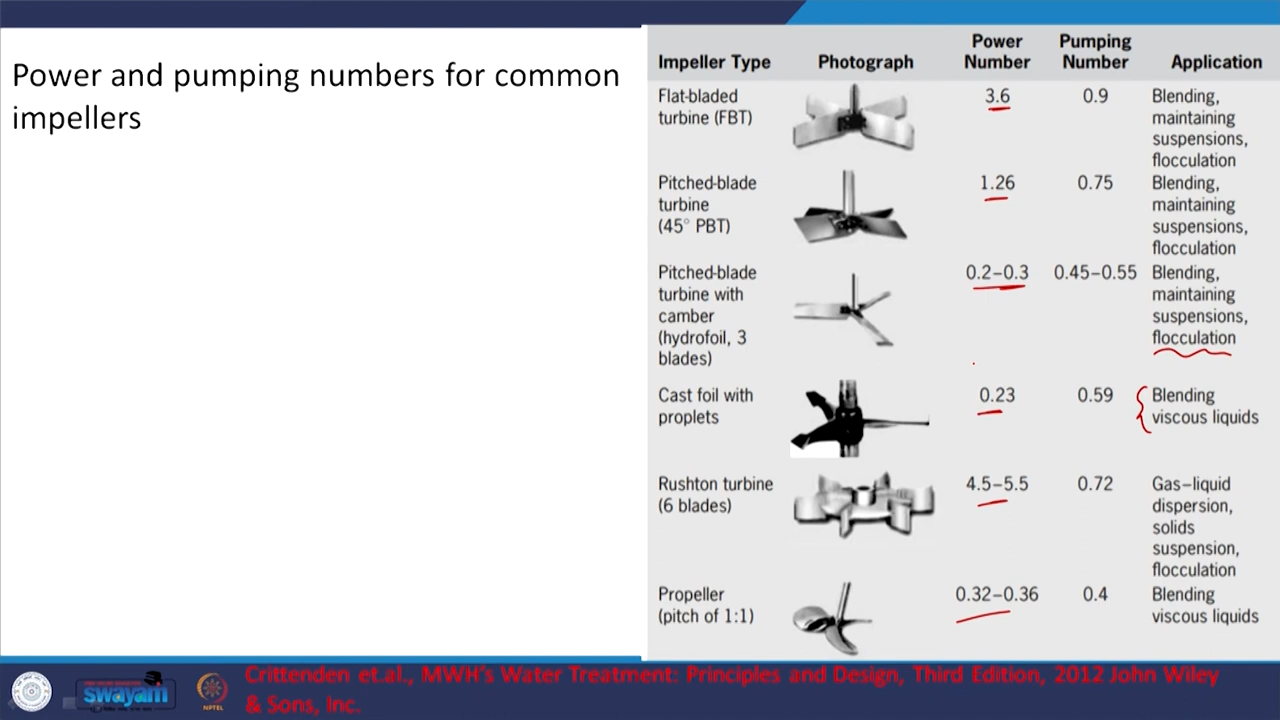 Power and pumping numbers for common
impellers
Impeller Type Photograph Power Number Pumping Number Application
Flat-bladed turbine (FBT) 3.6 0.9 Blending, maintaining suspensions, flocculation
Pitched-blade turbine (45° PBT) 1.26 0.75 Blending, maintaining suspensions, flocculation
Pitched-blade turbine with camber (hydrofoil, 3 blades) 0.2–0.3 0.45–0.55 Blending, maintaining suspensions, flocculation
Cast foil with proplets 0.23 0.59 Blending viscous liquids
Rushton turbine (6 blades) 4.5–5.5 0.72 Gas–liquid dispersion, solids suspension, flocculation
Propeller (pitch of 1:1) 0.32–0.36 0.4 Blending viscous liquids
swayam
NPTEL
Crittenden et.al., MWH's Water Treatment: Principles and Design, Third Edition, 2012 John Wiley
& Sons, Inc.